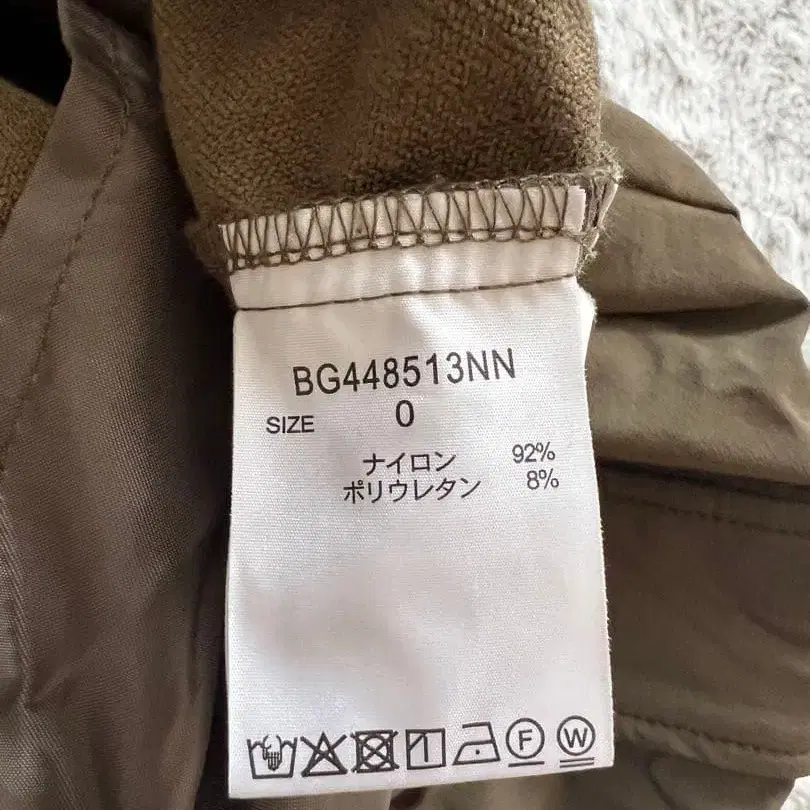 BG448513NN
SIZE 0
ナイロン 92%
ポリウレタン 8%
F W